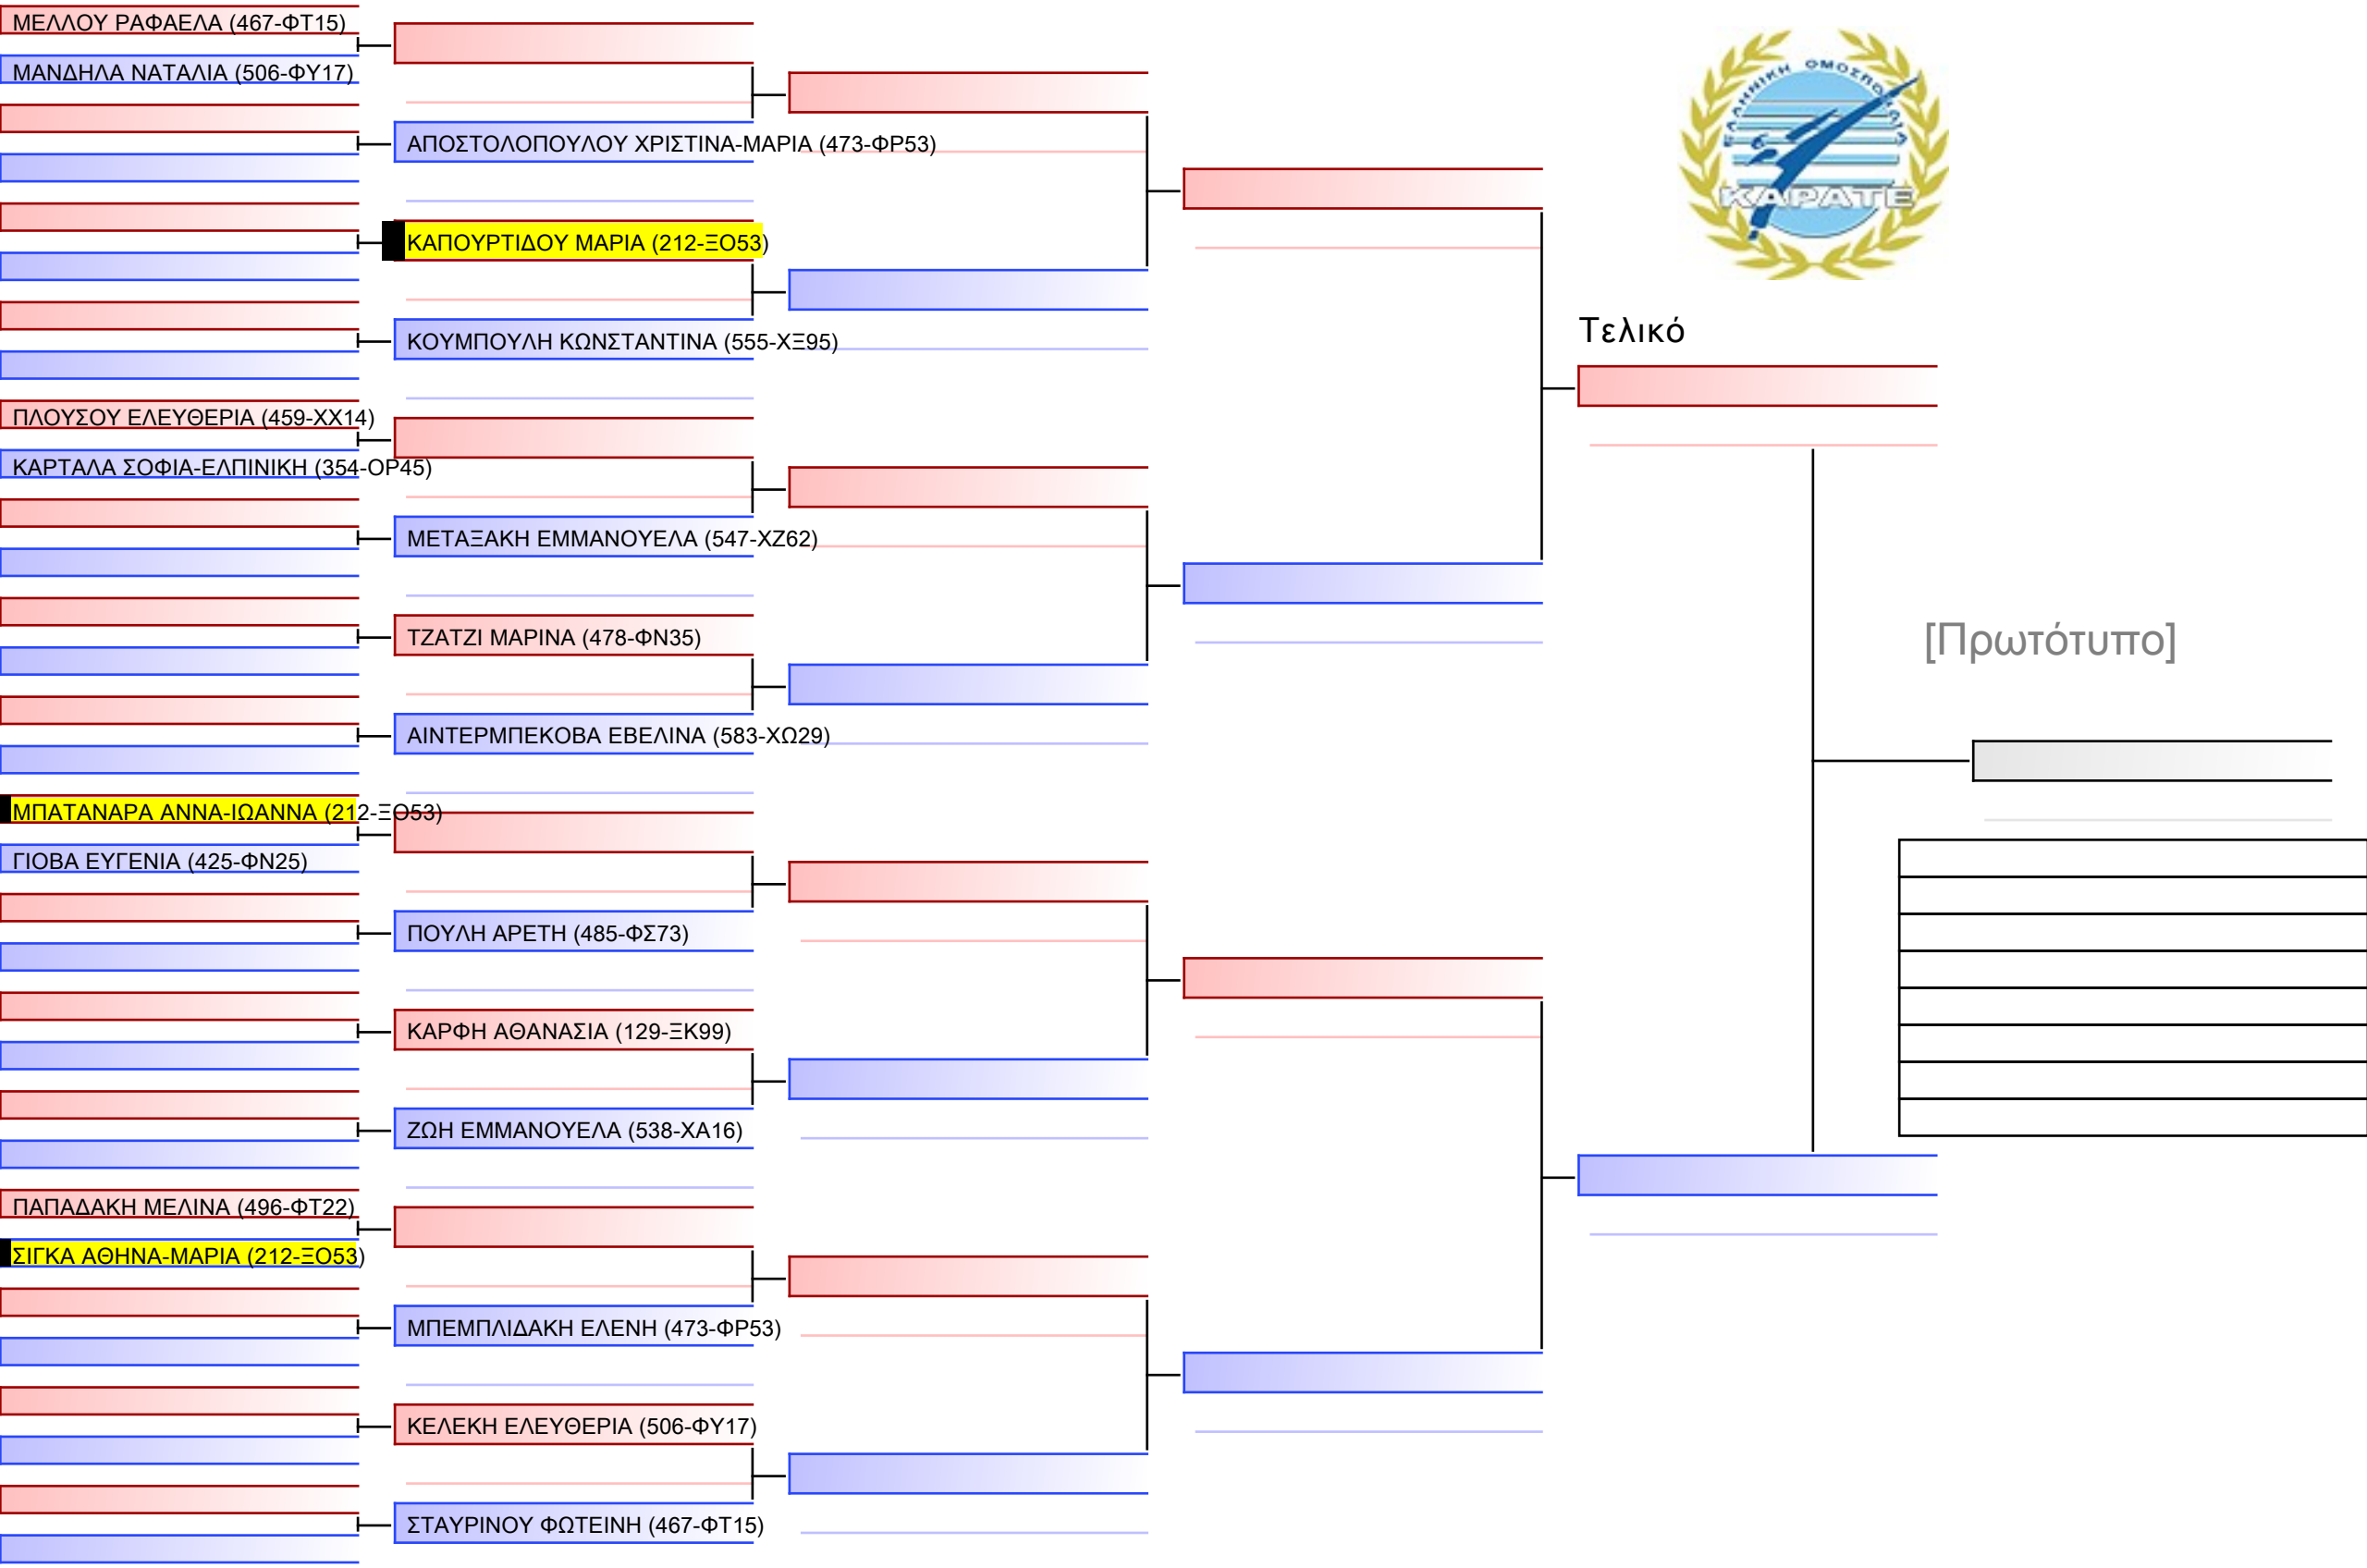 ΜΕΛΛΟΥ ΡΑΦΑΕΛΑ (467-ΦΤ15)
ΜΑΝΔΗΛΑ ΝΑΤΑΛΙΑ (506-ΦΥ17)
ΑΠΟΣΤΟΛΟΠΟΥΛΟΥ ΧΡΙΣΤΙΝΑ-ΜΑΡΙΑ (473-ΦΡ53)
ΚΑΠΟΥΡΤΙΔΟΥ ΜΑΡΙΑ (212-ΞΟ53)
ΚΟΥΜΠΟΥΛΗ ΚΩΝΣΤΑΝΤΙΝΑ (555-ΧΞ95)
ΠΛΟΥΣΟΥ ΕΛΕΥΘΕΡΙΑ (459-ΧΧ14)
ΚΑΡΤΑΛΑ ΣΟΦΙΑ-ΕΛΠΙΝΙΚΗ (354-ΟΡ45)
ΜΕΤΑΞΑΚΗ ΕΜΜΑΝΟΥΕΛΑ (547-ΧΖ62)
ΤΖΑΤΖΙ ΜΑΡΙΝΑ (478-ΦΝ35)
ΑΙΝΤΕΡΜΠΕΚΟΒΑ ΕΒΕΛΙΝΑ (583-ΧΩ29)
ΜΠΑΤΑΝΑΡΑ ΑΝΝΑ-ΙΩΑΝΝΑ (212-ΞΟ53)
ΓΙΟΒΑ ΕΥΓΕΝΙΑ (425-ΦΝ25)
ΠΟΥΛΗ ΑΡΕΤΗ (485-ΦΣ73)
ΚΑΡΦΗ ΑΘΑΝΑΣΙΑ (129-ΞΚ99)
ΖΩΗ ΕΜΜΑΝΟΥΕΛΑ (538-ΧΑ16)
ΠΑΠΑΔΑΚΗ ΜΕΛΙΝΑ (496-ΦΤ22)
ΣΙΓΚΑ ΑΘΗΝΑ-ΜΑΡΙΑ (212-ΞΟ53)
ΜΠΕΜΠΛΙΔΑΚΗ ΕΛΕΝΗ (473-ΦΡ53)
ΚΕΛΕΚΗ ΕΛΕΥΘΕΡΙΑ (506-ΦΥ17)
ΣΤΑΥΡΙΝΟΥ ΦΩΤΕΙΝΗ (467-ΦΤ15)
ΕΛΛΗΝΙΚΗ ΟΜΟΣΠΟΝΔΙΑ
ΚΑΡΑΤΕ
Τελικό
[Πρωτότυπο]